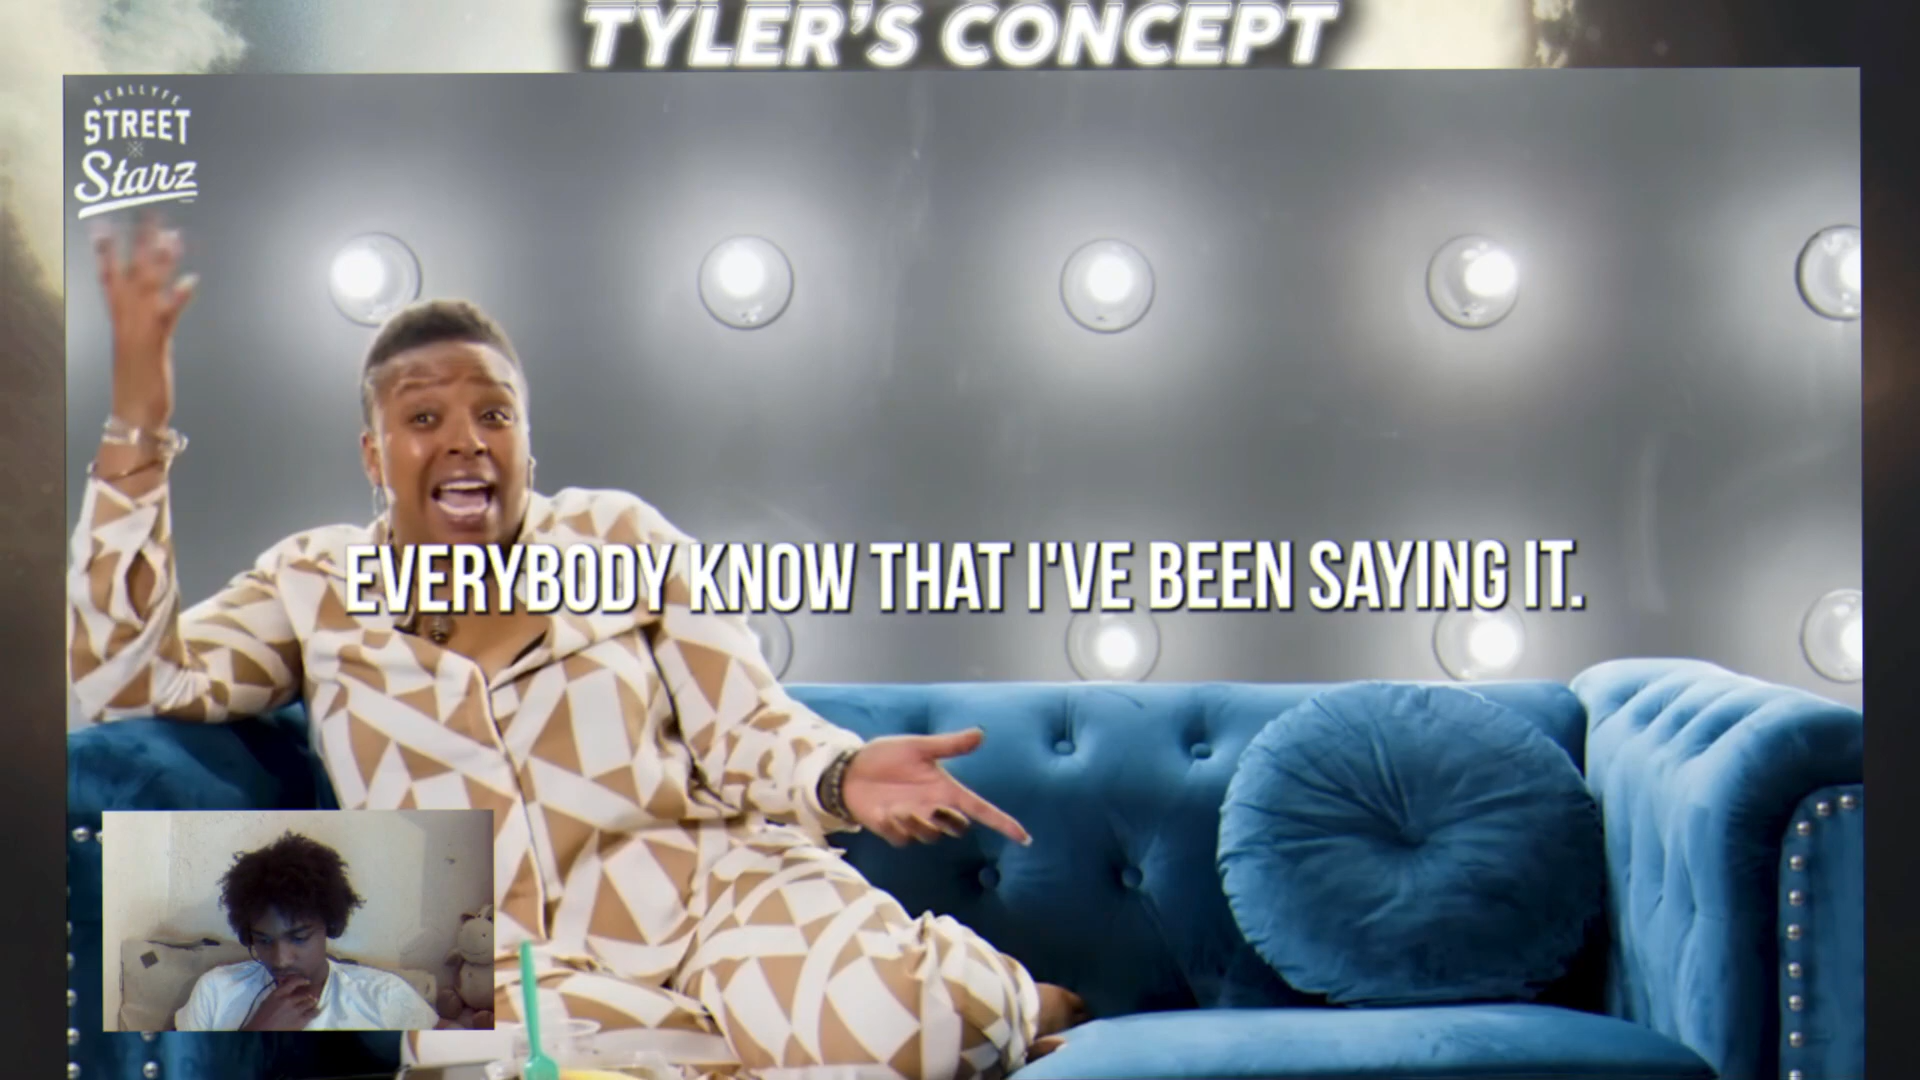 TYLER'S CONCEPT
REALLYFE
STREET
Starz
EVERYBODY KNOW THAT I'VE BEEN SAYING IT.